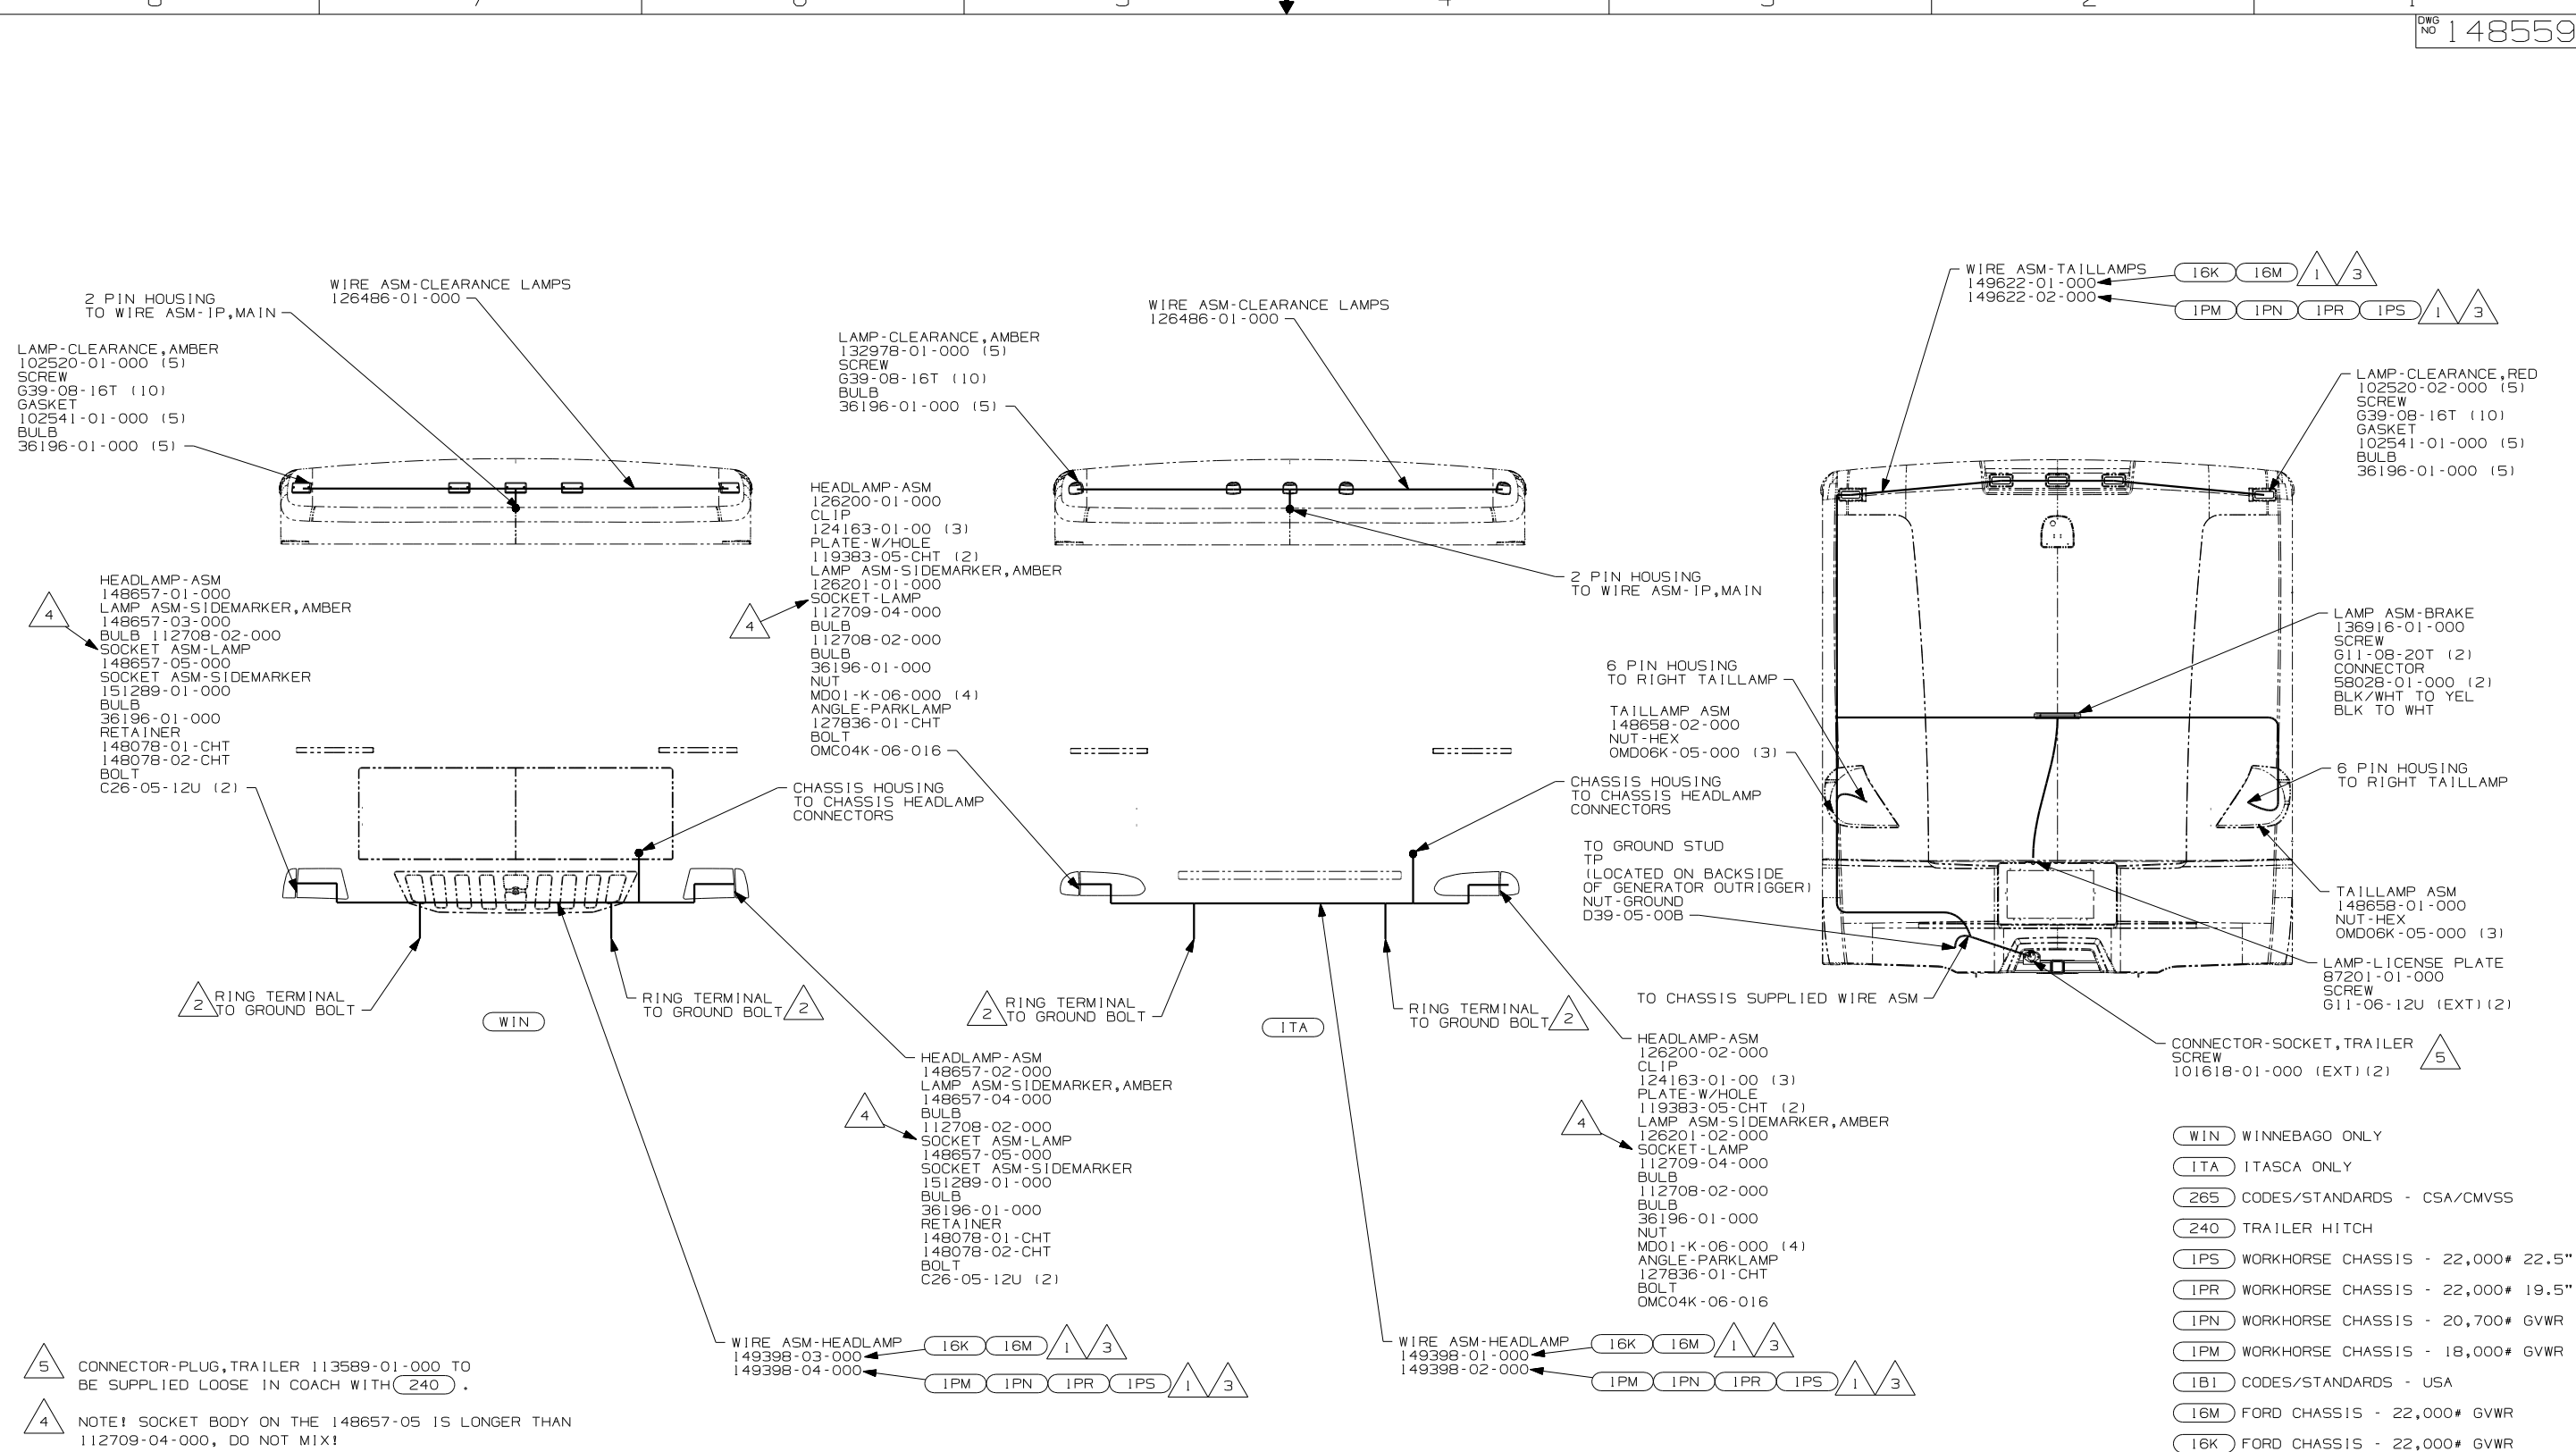 DWG
NO 148559
WIRE ASM-CLEARANCE LAMPS
126486-01-000
2 PIN HOUSING
TO WIRE ASM-IP,MAIN
LAMP-CLEARANCE,AMBER
102520-01-000 (5)
SCREW
G39-08-16T (10)
GASKET
102541-01-000 (5)
BULB
36196-01-000 (5)
HEADLAMP-ASM
148657-01-000
LAMP ASM-SIDEMARKER,AMBER
148657-03-000
BULB 112708-02-000
SOCKET ASM-LAMP
148657-05-000
SOCKET ASM-SIDEMARKER
151289-01-000
BULB
36196-01-000
RETAINER
148078-01-CHT
148078-02-CHT
BOLT
C26-05-12U (2)
4
CHASSIS HOUSING
TO CHASSIS HEADLAMP
CONNECTORS
2
RING TERMINAL
TO GROUND BOLT
WIN
RING TERMINAL
TO GROUND BOLT
2
HEADLAMP-ASM
148657-02-000
LAMP ASM-SIDEMARKER,AMBER
148657-04-000
BULB
112708-02-000
SOCKET ASM-LAMP
148657-05-000
SOCKET ASM-SIDEMARKER
151289-01-000
BULB
36196-01-000
RETAINER
148078-01-CHT
148078-02-CHT
BOLT
C26-05-12U (2)
4
WIRE ASM-HEADLAMP
149398-03-000 16K 16M 1 3
149398-04-000 1PM 1PN 1PR 1PS 1 3
WIRE ASM-CLEARANCE LAMPS
126486-01-000
LAMP-CLEARANCE,AMBER
132978-01-000 (5)
SCREW
G39-08-16T (10)
BULB
36196-01-000 (5)
HEADLAMP-ASM
126200-01-000
CLIP
124163-01-00 (3)
PLATE-W/HOLE
119383-05-CHT (2)
LAMP ASM-SIDEMARKER,AMBER
126201-01-000
SOCKET-LAMP
112709-04-000
BULB
112708-02-000
BULB
36196-01-000
NUT
MD01-K-06-000 (4)
ANGLE-PARKLAMP
127836-01-CHT
BOLT
OMC04K-06-016
4
2 PIN HOUSING
TO WIRE ASM-IP,MAIN
CHASSIS HOUSING
TO CHASSIS HEADLAMP
CONNECTORS
2
RING TERMINAL
TO GROUND BOLT
ITA
RING TERMINAL
TO GROUND BOLT
2
HEADLAMP-ASM
126200-02-000
CLIP
124163-01-00 (3)
PLATE-W/HOLE
119383-05-CHT (2)
LAMP ASM-SIDEMARKER,AMBER
126201-02-000
SOCKET-LAMP
112709-04-000
BULB
112708-02-000
BULB
36196-01-000
NUT
MD01-K-06-000 (4)
ANGLE-PARKLAMP
127836-01-CHT
BOLT
OMC04K-06-016
4
WIRE ASM-HEADLAMP
149398-01-000 16K 16M 1 3
149398-02-000 1PM 1PN 1PR 1PS 1 3
WIRE ASM-TAILLAMPS
149622-01-000 16K 16M 1 3
149622-02-000 1PM 1PN 1PR 1PS 1 3
LAMP-CLEARANCE,RED
102520-02-000 (5)
SCREW
G39-08-16T (10)
GASKET
102541-01-000 (5)
BULB
36196-01-000 (5)
LAMP ASM-BRAKE
136916-01-000
SCREW
G11-08-20T (2)
CONNECTOR
58028-01-000 (2)
BLK/WHT TO YEL
BLK TO WHT
6 PIN HOUSING
TO RIGHT TAILLAMP
TAILLAMP ASM
148658-02-000
NUT-HEX
OMD06K-05-000 (3)
6 PIN HOUSING
TO RIGHT TAILLAMP
TO GROUND STUD
TP
(LOCATED ON BACKSIDE
OF GENERATOR OUTRIGGER)
NUT-GROUND
D39-05-00B
TAILLAMP ASM
148658-01-000
NUT-HEX
OMD06K-05-000 (3)
TO CHASSIS SUPPLIED WIRE ASM
LAMP-LICENSE PLATE
87201-01-000
SCREW
G11-06-12U (EXT)(2)
CONNECTOR-SOCKET,TRAILER
SCREW
101618-01-000 (EXT)(2)
5
WIN WINNEBAGO ONLY
ITA ITASCA ONLY
265 CODES/STANDARDS - CSA/CMVSS
240 TRAILER HITCH
1PS WORKHORSE CHASSIS - 22,000# 22.5"
1PR WORKHORSE CHASSIS - 22,000# 19.5"
1PN WORKHORSE CHASSIS - 20,700# GVWR
1PM WORKHORSE CHASSIS - 18,000# GVWR
1B1 CODES/STANDARDS - USA
16M FORD CHASSIS - 22,000# GVWR
16K FORD CHASSIS - 22,000# GVWR
5 CONNECTOR-PLUG,TRAILER 113589-01-000 TO
BE SUPPLIED LOOSE IN COACH WITH 240 .
4 NOTE! SOCKET BODY ON THE 148657-05 IS LONGER THAN
112709-04-000, DO NOT MIX!